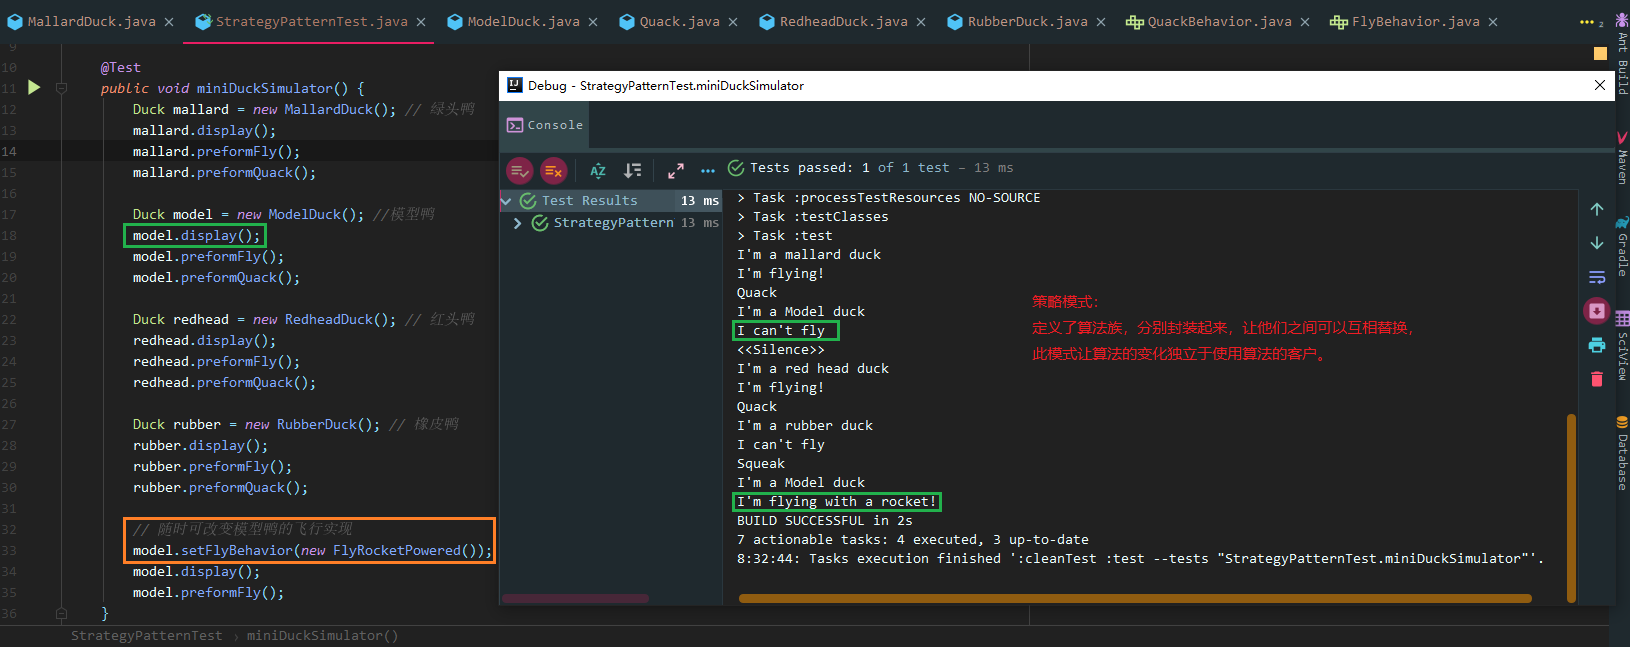 MallardDuck.java
StrategyPatternTest.java
ModelDuck.java
Quack.java
RedheadDuck.java
RubberDuck.java
QuackBehavior.java
FlyBehavior.java
2
9
10 @Test
11 public void miniDuckSimulator() {
12 Duck mallard = new MallardDuck(); // 绿头鸭
13 mallard.display();
14 mallard.preformFly();
15 mallard.preformQuack();
16
17 Duck model = new ModelDuck(); //模型鸭
18 model.display();
19 model.preformFly();
20 model.preformQuack();
21
22 Duck redhead = new RedheadDuck(); // 红头鸭
23 redhead.display();
24 redhead.preformFly();
25 redhead.preformQuack();
26
27 Duck rubber = new RubberDuck(); // 橡皮鸭
28 rubber.display();
29 rubber.preformFly();
30 rubber.preformQuack();
31
32 // 随时可改变模型鸭的飞行实现
33 model.setFlyBehavior(new FlyRocketPowered());
34 model.display();
35 model.preformFly();
36 }
StrategyPatternTest › miniDuckSimulator()
Debug - StrategyPatternTest.miniDuckSimulator
Console
Tests passed: 1 of 1 test – 13 ms
Test Results 13 ms
StrategyPattern 13 ms
> Task :processTestResources NO-SOURCE
> Task :testClasses
> Task :test
I'm a mallard duck
I'm flying!
Quack
I'm a Model duck
I can't fly
<<Silence>>
I'm a red head duck
I'm flying!
Quack
I'm a rubber duck
I can't fly
Squeak
I'm a Model duck
I'm flying with a rocket!
BUILD SUCCESSFUL in 2s
7 actionable tasks: 4 executed, 3 up-to-date
8:32:44: Tasks execution finished ':cleanTest :test --tests "StrategyPatternTest.miniDuckSimulator"'.
策略模式：
定义了算法族，分别封装起来，让他们之间可以互相替换，
此模式让算法的变化独立于使用算法的客户。
Ant Build
Maven
Gradle
SciView
Database